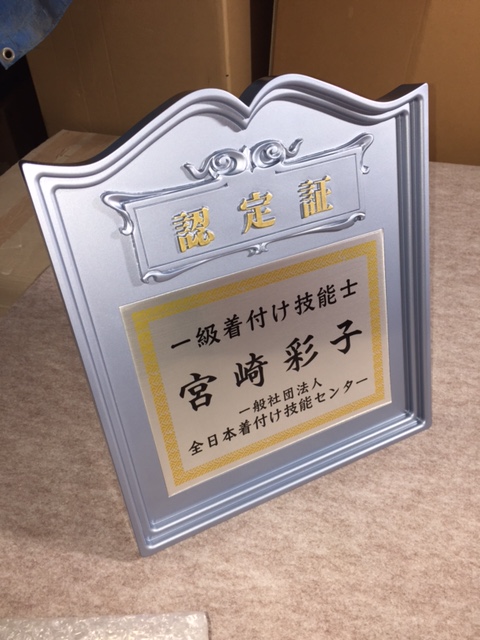 認定証
一級着付け技能士
宮崎彩子
一般社団法人
全日本着付け技能センター